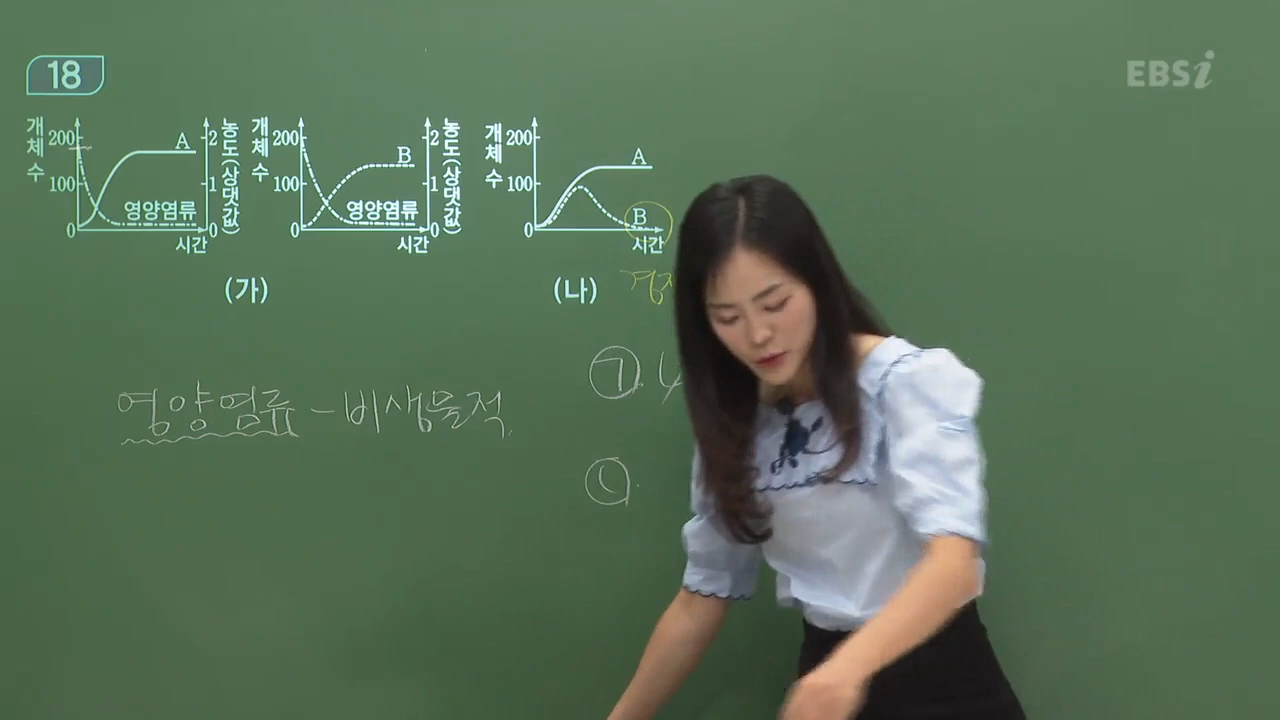 18
EBSi
개체수 200 100 0 A 영양염류 시간 2 1 0 농도(상댓값)
개체수 200 100 0 B 영양염류 시간 2 1 0 농도(상댓값)
개체수 200 100 0 A B 시간
(가)
(나)
영양염류 - 비생물적.
ㄱ.
ㄴ.